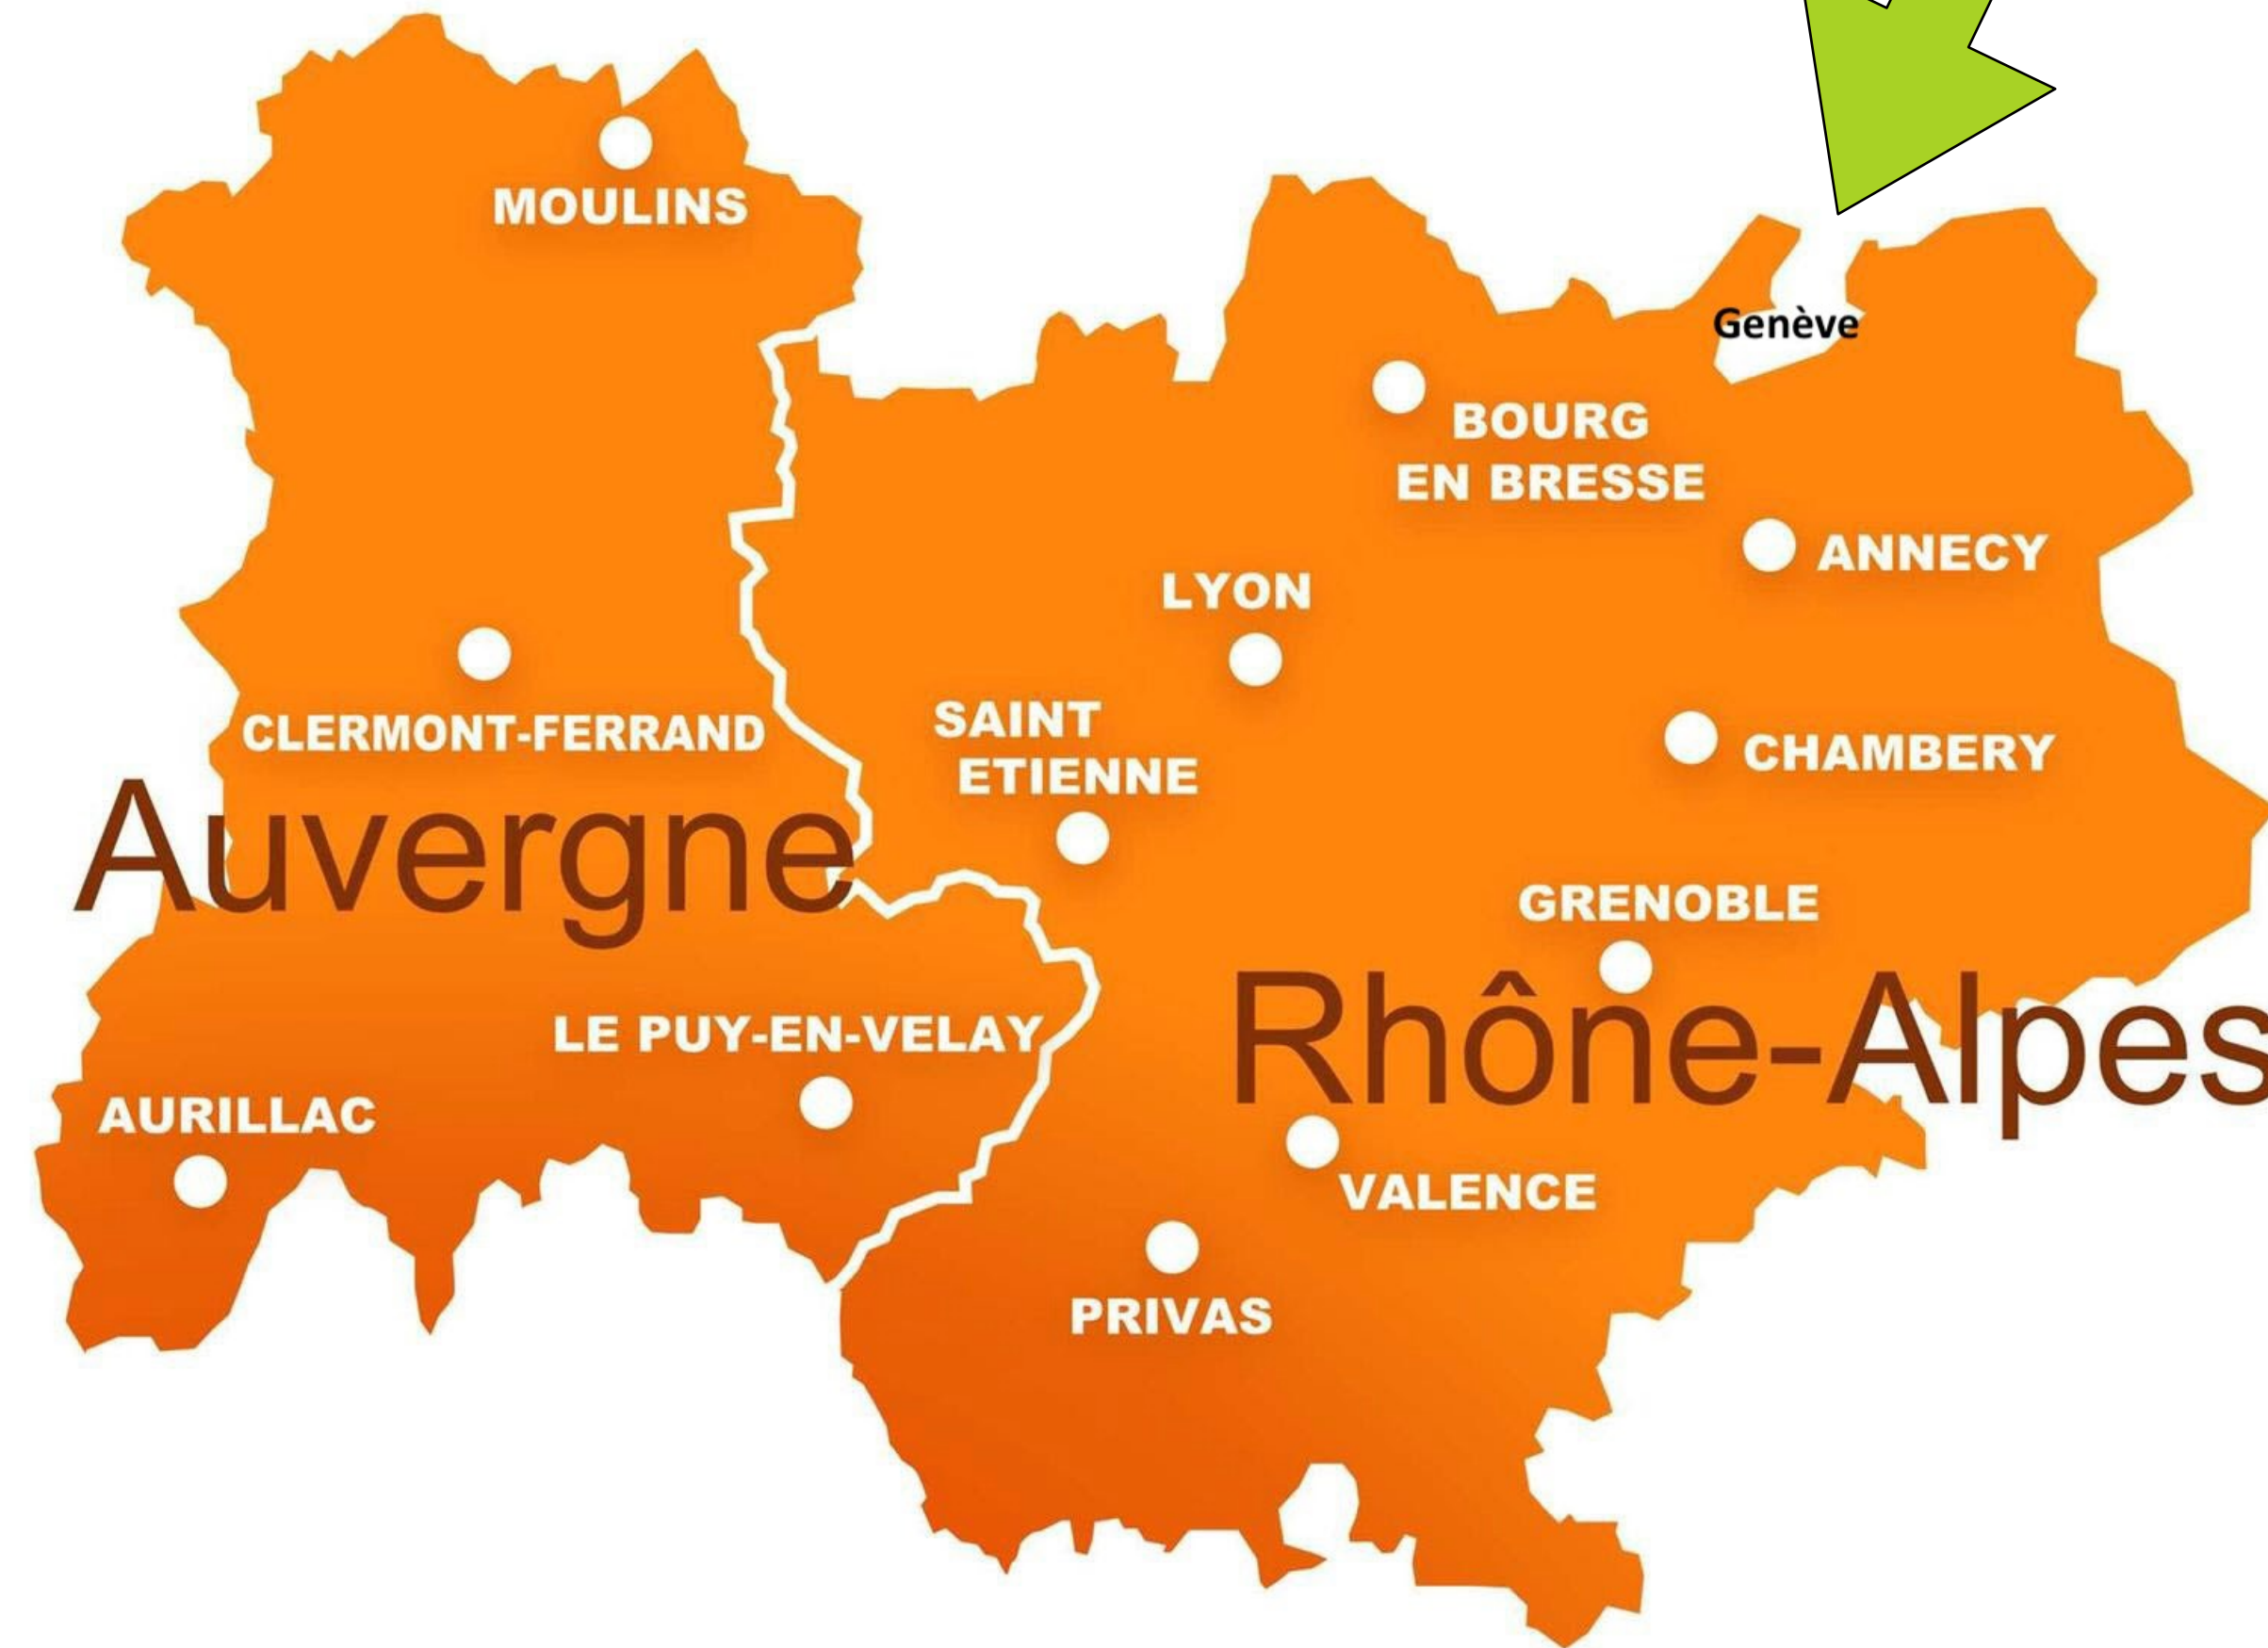 MOULINS
Genève
BOURG
EN BRESSE
ANNECY
LYON
CLERMONT-FERRAND
SAINT
ETIENNE
CHAMBERY
Auvergne
GRENOBLE
Rhône-Alpes
LE PUY-EN-VELAY
AURILLAC
VALENCE
PRIVAS